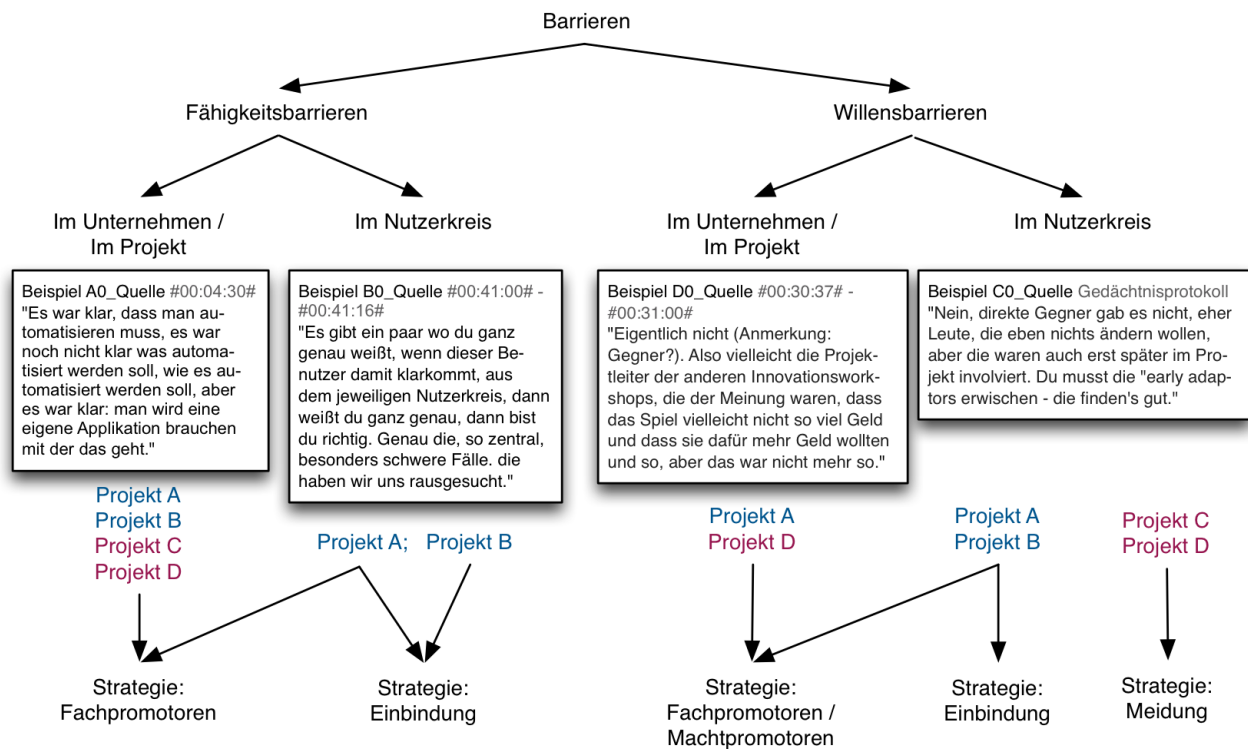 Barrieren
Fähigkeitsbarrieren
Willensbarrieren
Im Unternehmen /
Im Projekt
Im Nutzerkreis
Im Unternehmen /
Im Projekt
Im Nutzerkreis
Beispiel A0_Quelle #00:04:30#
"Es war klar, dass man au-
tomatisieren muss, es war
noch nicht klar was automa-
tisiert werden soll, wie es au-
tomatisiert werden soll, aber
es war klar: man wird eine
eigene Applikation brauchen
mit der das geht."
Beispiel B0_Quelle #00:41:00# -
#00:41:16#
"Es gibt ein paar wo du ganz
genau weißt, wenn dieser Be-
nutzer damit klarkommt, aus
dem jeweiligen Nutzerkreis, dann
weißt du ganz genau, dann bist
du richtig. Genau die, so zentral,
besonders schwere Fälle. die
haben wir uns rausgesucht."
Beispiel D0_Quelle #00:30:37# -
#00:31:00#
"Eigentlich nicht (Anmerkung:
Gegner?). Also vielleicht die Projek-
tleiter der anderen Innovationswork-
shops, die der Meinung waren, dass
das Spiel vielleicht nicht so viel Geld
und dass sie dafür mehr Geld wollten
und so, aber das war nicht mehr so."
Beispiel C0_Quelle Gedächtnisprotokoll
"Nein, direkte Gegner gab es nicht, eher
Leute, die eben nichts ändern wollen,
aber die waren auch erst später im Pro-
jekt involviert. Du musst die "early adap-
tors erwischen - die finden's gut."
Projekt A
Projekt B
Projekt C
Projekt D
Projekt A; Projekt B
Projekt A
Projekt D
Projekt A
Projekt B
Projekt C
Projekt D
Strategie:
Fachpromotoren
Strategie:
Einbindung
Strategie:
Fachpromotoren /
Machtpromotoren
Strategie:
Einbindung
Strategie:
Meidung